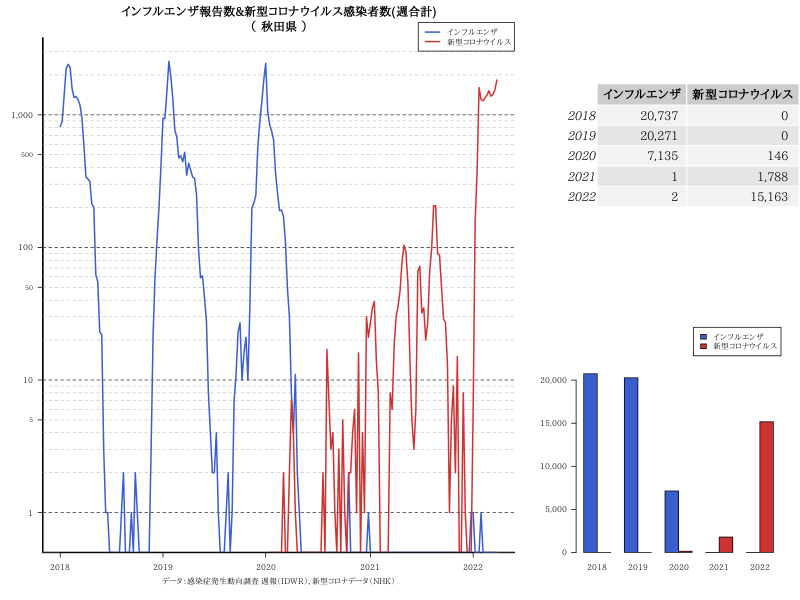 インフルエンザ報告数&新型コロナウイルス感染者数(週合計)
( 秋田県 )
インフルエンザ
新型コロナウイルス
1,000
500
100
50
10
5
1
2018 2019 2020 2021 2022
データ:感染症発生動向調査 週報(IDWR)、新型コロナデータ(NHK)
インフルエンザ 新型コロナウイルス
2018 20,737 0
2019 20,271 0
2020 7,135 146
2021 1 1,788
2022 2 15,163
インフルエンザ
新型コロナウイルス
20,000
15,000
10,000
5,000
0
2018 2019 2020 2021 2022